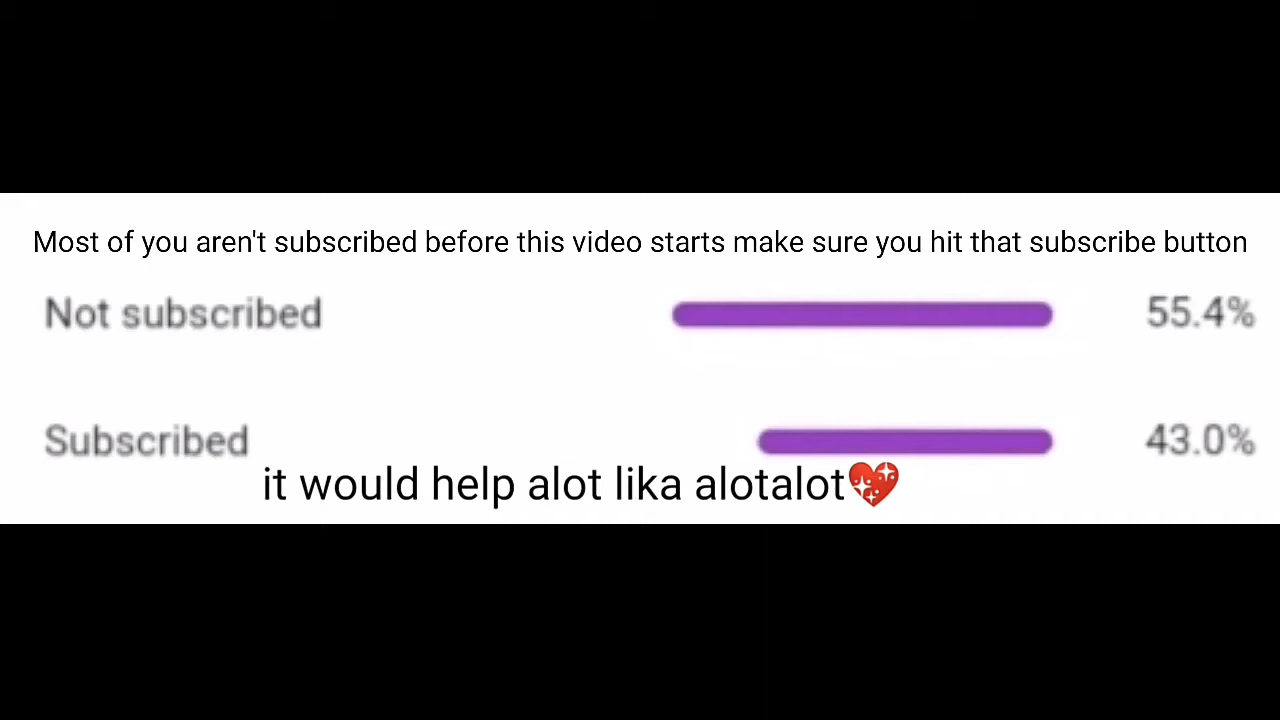 Most of you aren't subscribed before this video starts make sure you hit that subscribe button
Not subscribed 55.4%
Subscribed 43.0%
it would help alot lika alotalot💖